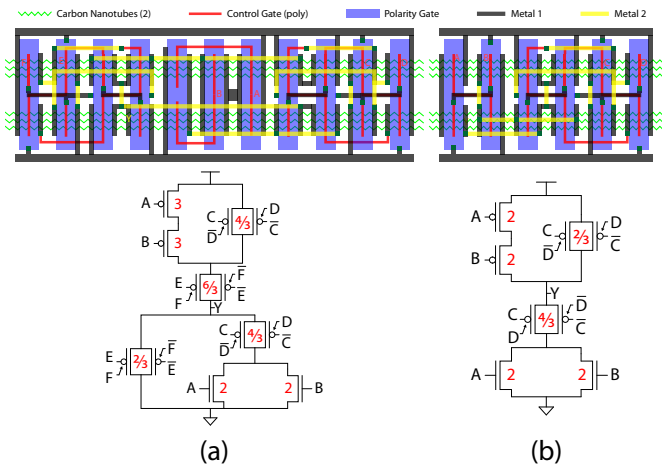 Carbon Nanotubes (2) Control Gate (poly) Polarity Gate Metal 1 Metal 2
A 3
C 4/3 D
D̅ C̅
B 3
E 6/3 F̅
F E̅
Y
C 4/3 D
D̅ C̅
E 2/3 F̅
F E̅
A 2 2 B
(a)
A 2
C 2/3 D
D̅ C̅
B 2
Y
C 4/3 D̅
D C̅
A 2 2 B
(b)